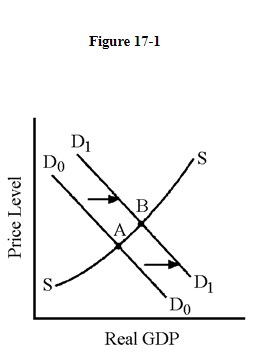 Figure 17-1
D1
D0
S
B
A
Price Level
S
D1
D0
Real GDP